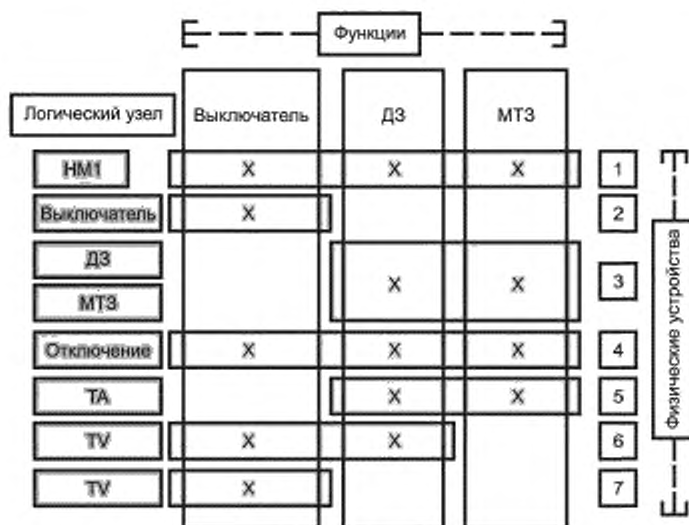 Функции
Логический узел Выключатель ДЗ МТЗ
НМ1 X X X 1
Выключатель X 2
ДЗ
X X 3
МТЗ
Отключение X X X 4
ТА X X 5
TV X X 6
TV X 7
Физические устройства